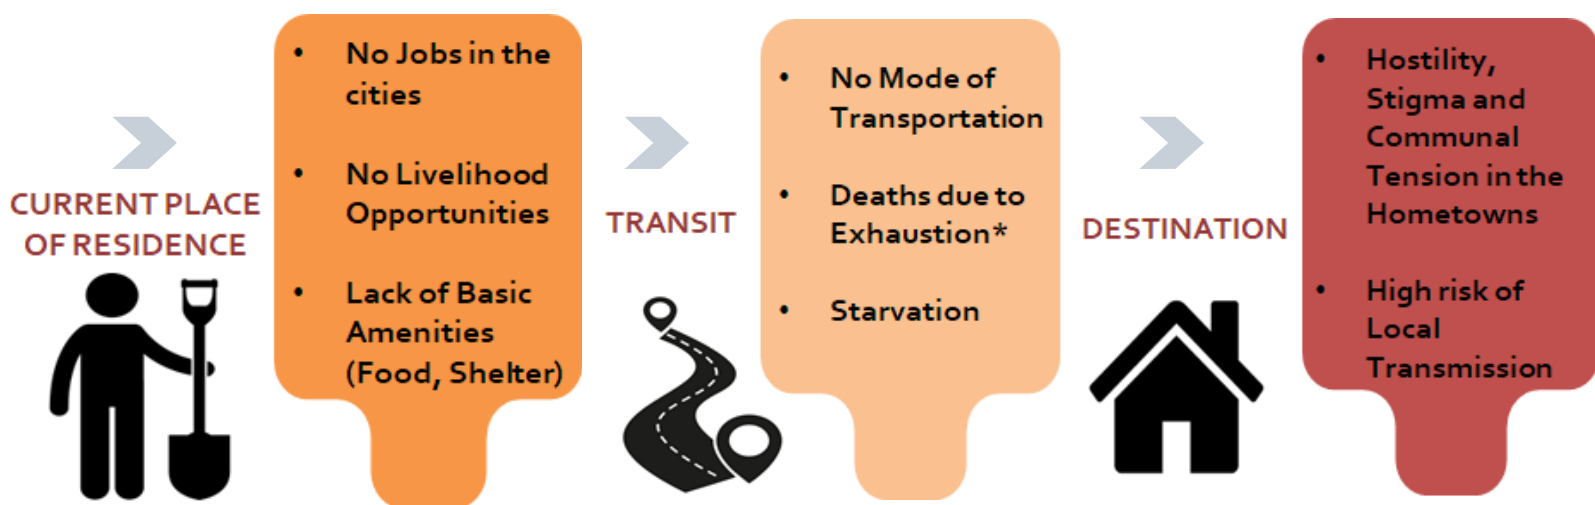 CURRENT PLACE
OF RESIDENCE
• No Jobs in the
cities
• No Livelihood
Opportunities
• Lack of Basic
Amenities
(Food, Shelter)
TRANSIT
• No Mode of
Transportation
• Deaths due to
Exhaustion*
• Starvation
DESTINATION
• Hostility,
Stigma and
Communal
Tension in the
Hometowns
• High risk of
Local
Transmission